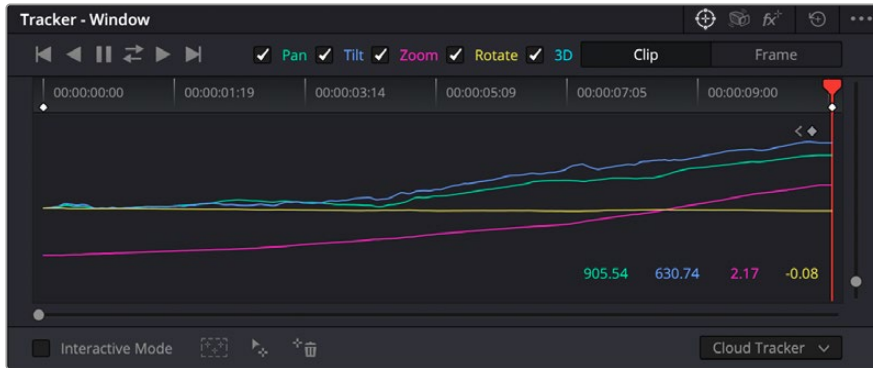 Tracker - Window
Pan Tilt Zoom Rotate 3D Clip Frame
00:00:00:00 00:00:01:19 00:00:03:14 00:00:05:09 00:00:07:05 00:00:09:00
905.54 630.74 2.17 -0.08
Interactive Mode Cloud Tracker